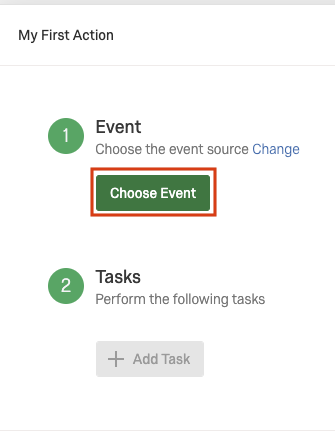 My First Action
1
Event
Choose the event source Change
Choose Event
2
Tasks
Perform the following tasks
+ Add Task